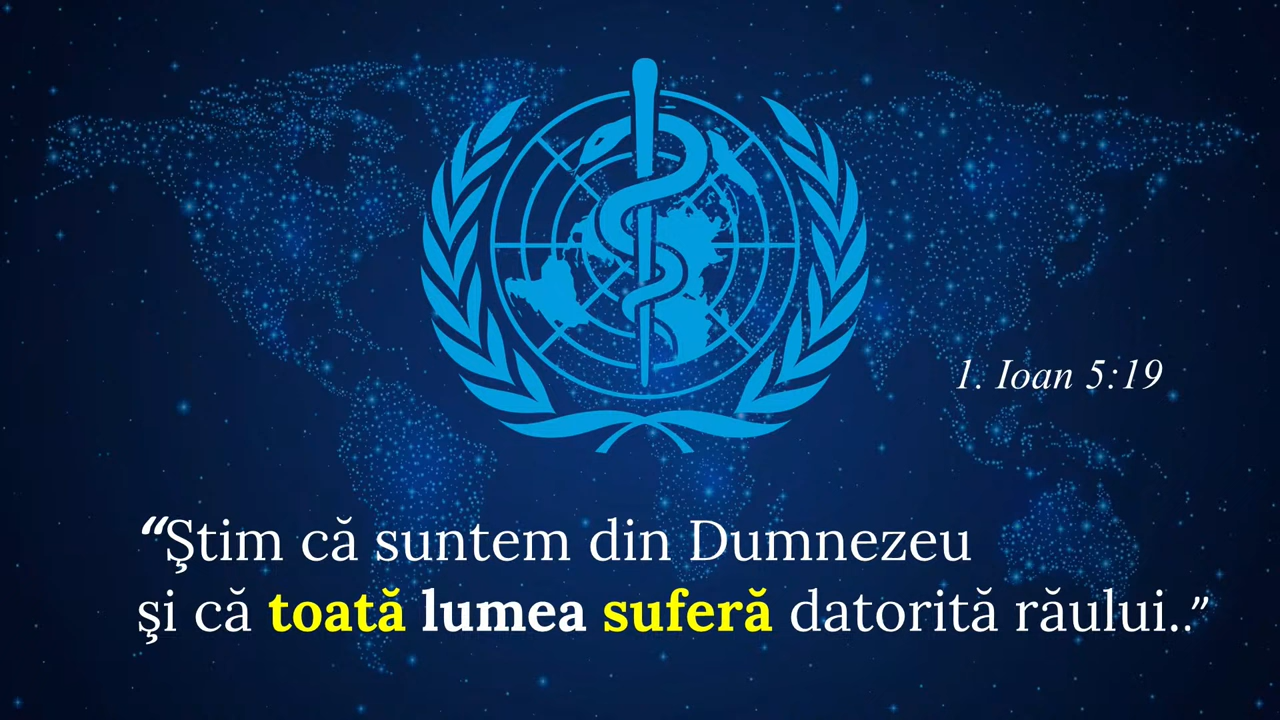 1. Ioan 5:19
“Ştim că suntem din Dumnezeu
şi că toată lumea suferă datorită răului..”